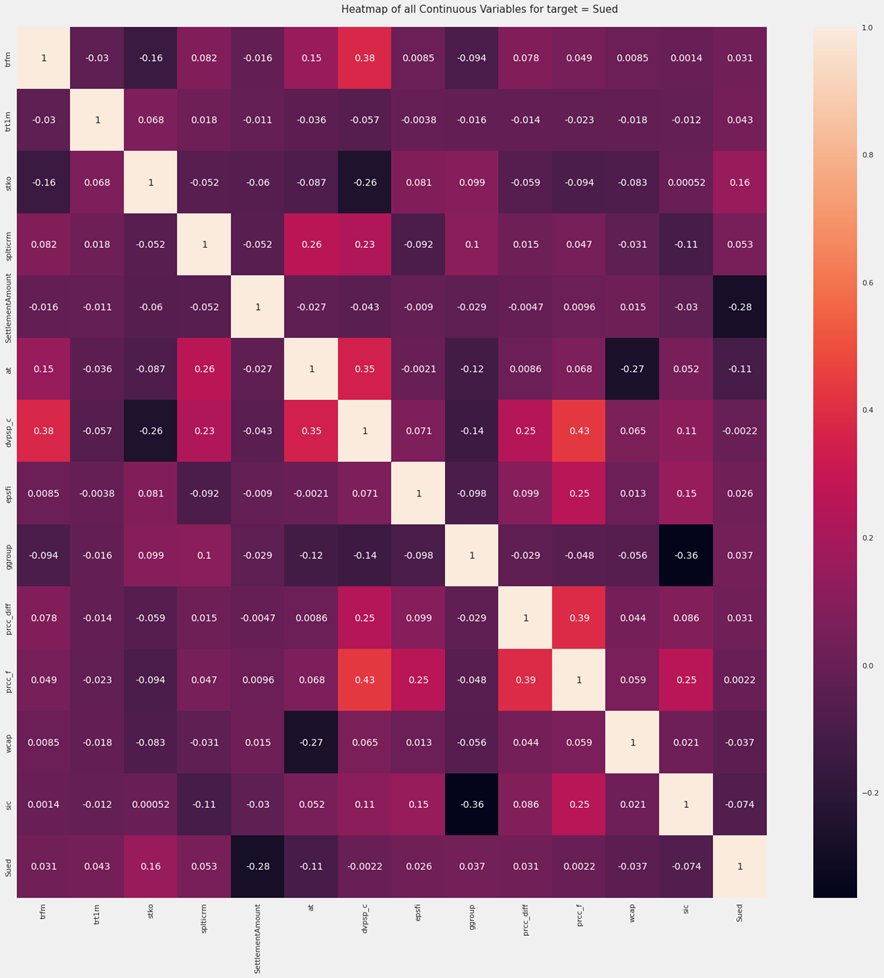 Heatmap of all Continuous Variables for target = Sued
trfm 1 -0.03 -0.16 0.082 -0.016 0.15 0.38 0.0085 -0.094 0.078 0.049 0.0085 0.0014 0.031
trt1m -0.03 1 0.068 0.018 -0.011 -0.036 -0.057 -0.0038 -0.016 -0.014 -0.023 -0.018 -0.012 0.043
stko -0.16 0.068 1 -0.052 -0.06 -0.087 -0.26 0.081 0.099 -0.059 -0.094 -0.083 0.00052 0.16
splticrm 0.082 0.018 -0.052 1 -0.052 0.26 0.23 -0.092 0.1 0.015 0.047 -0.031 -0.11 0.053
SettlementAmount -0.016 -0.011 -0.06 -0.052 1 -0.027 -0.043 -0.009 -0.029 -0.0047 0.0096 0.015 -0.03 -0.28
at 0.15 -0.036 -0.087 0.26 -0.027 1 0.35 -0.0021 -0.12 0.0086 0.068 -0.27 0.052 -0.11
dvpsp_c 0.38 -0.057 -0.26 0.23 -0.043 0.35 1 0.071 -0.14 0.25 0.43 0.065 0.11 -0.0022
epsfi 0.0085 -0.0038 0.081 -0.092 -0.009 -0.0021 0.071 1 -0.098 0.099 0.25 0.013 0.15 0.026
ggroup -0.094 -0.016 0.099 0.1 -0.029 -0.12 -0.14 -0.098 1 -0.029 -0.048 -0.056 -0.36 0.037
prcc_diff 0.078 -0.014 -0.059 0.015 -0.0047 0.0086 0.25 0.099 -0.029 1 0.39 0.044 0.086 0.031
prcc_f 0.049 -0.023 -0.094 0.047 0.0096 0.068 0.43 0.25 -0.048 0.39 1 0.059 0.25 0.0022
wcap 0.0085 -0.018 -0.083 -0.031 0.015 -0.27 0.065 0.013 -0.056 0.044 0.059 1 0.021 -0.037
sic 0.0014 -0.012 0.00052 -0.11 -0.03 0.052 0.11 0.15 -0.36 0.086 0.25 0.021 1 -0.074
Sued 0.031 0.043 0.16 0.053 -0.28 -0.11 -0.0022 0.026 0.037 0.031 0.0022 -0.037 -0.074 1
trfm trt1m stko splticrm SettlementAmount at dvpsp_c epsfi ggroup prcc_diff prcc_f wcap sic Sued
1.0
0.8
0.6
0.4
0.2
0.0
−0.2